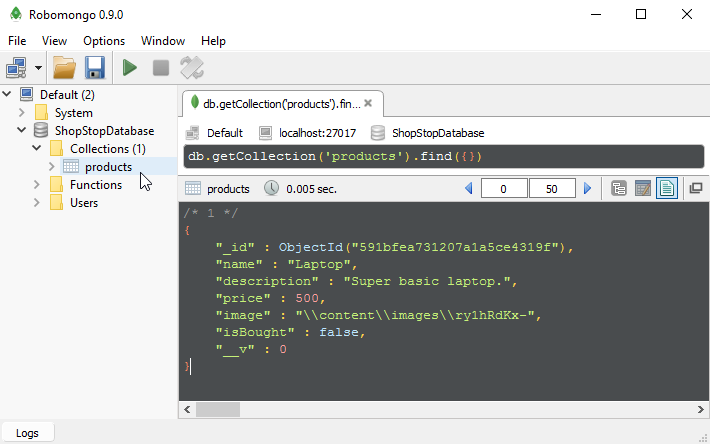 Robomongo 0.9.0
File View Options Window Help
Default (2)
System
ShopStopDatabase
Collections (1)
products
Functions
Users
db.getCollection('products').fin...
Default localhost:27017 ShopStopDatabase
db.getCollection('products').find({})
products 0.005 sec. 0 50
/* 1 */
{
"_id" : ObjectId("591bfea731207a1a5ce4319f"),
"name" : "Laptop",
"description" : "Super basic laptop.",
"price" : 500,
"image" : "\\content\\images\\ry1hRdKx-",
"isBought" : false,
"__v" : 0
}
Logs